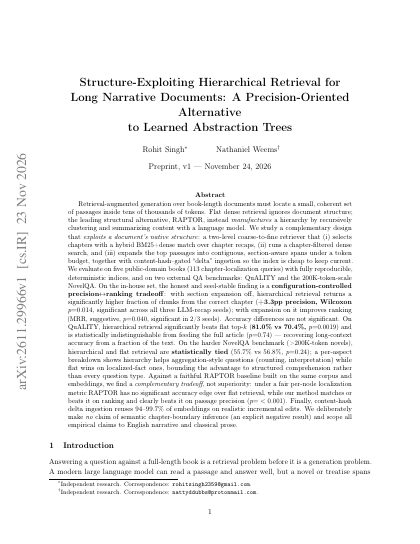 Structure-Exploiting Hierarchical Retrieval for
Long Narrative Documents: A Precision-Oriented
Alternative
to Learned Abstraction Trees
Rohit Singh* Nathaniel Weems†
Preprint, v1 — November 24, 2026
Abstract
Retrieval-augmented generation over book-length documents must locate a small, coherent set
of passages inside tens of thousands of tokens. Flat dense retrieval ignores document structure;
the leading structural alternative, RAPTOR, instead manufactures a hierarchy by recursively
clustering and summarizing content with a language model. We study a complementary design
that exploits a document's native structure: a two-level coarse-to-fine retriever that (i) selects
chapters with a hybrid BM25+dense match over chapter prefixes, (ii) runs a chapter-filtered dense
search, and (iii) expands the top passages into contiguous, section-aware spans under a token
budget, together with content-hash-gated "delta" ingestion so the index is cheap to keep current.
We evaluate on five public-domain books (113 chapter-localization queries) with fully reproducible,
deterministic indices, and on two external QA benchmarks: QuALITY and the 200K-token-scale
NovelQA. On the in-house set, the honest and seed-stable finding is a configuration-controlled
precision↔ranking tradeoff: with section expansion off, hierarchical retrieval returns a
significantly higher fraction of chunks from the correct chapter (+3.3pp precision, Wilcoxon
p=0.014, significant across all three LLM-recap seeds); with expansion on it improves ranking
(MRR, suggestive, p=0.040, significant in 2/3 seeds). Accuracy differences are not significant. On
QuALITY, hierarchical retrieval significantly beats flat top-k (81.0% vs 70.4%, p=0.0019) and
is statistically indistinguishable from feeding the full article (p=0.74) — recovering long-context
accuracy from a fraction of the text. On the harder NovelQA benchmark (>200K-token novels),
hierarchical and flat retrieval are statistically tied (55.7% vs 56.8%, p=0.24); a per-aspect
breakdown shows hierarchy helps aggregation-style questions (counting, interpretation) while
flat wins on localized-fact ones, bounding the advantage to structured comprehension rather
than every question type. Against a faithful RAPTOR baseline built on the same corpus and
embeddings, we find a complementary tradeoff, not superiority: under a fair per-node localization
metric RAPTOR has no significant accuracy edge over flat retrieval, while our method matches or
beats it on ranking and clearly beats it on passage precision (p=< 0.001). Finally, content-hash
delta ingestion reuses 94–99.7% of embeddings on realistic incremental edits. We deliberately
make no claim of semantic chapter-boundary inference (an explicit negative result) and scope all
empirical claims to English narrative and classed prose.
1 Introduction
Answering a question against a full-length book is a retrieval problem before it is a generation problem.
A modern large language model can read a passage and answer well, but a novel or treatise spans
*Independent research. Correspondence: rohitsingh2359@gmail.com
†Independent research. Correspondence: nattyddubbs@protonmail.com
1
arXiv:2611.29966v1 [cs.IR] 23 Nov 2026